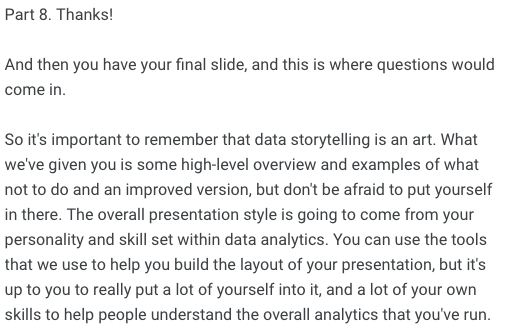 Part 8. Thanks!
And then you have your final slide, and this is where questions would
come in.
So it's important to remember that data storytelling is an art. What
we've given you is some high-level overview and examples of what
not to do and an improved version, but don't be afraid to put yourself
in there. The overall presentation style is going to come from your
personality and skill set within data analytics. You can use the tools
that we use to help you build the layout of your presentation, but it's
up to you to really put a lot of yourself into it, and a lot of your own
skills to help people understand the overall analytics that you've run.